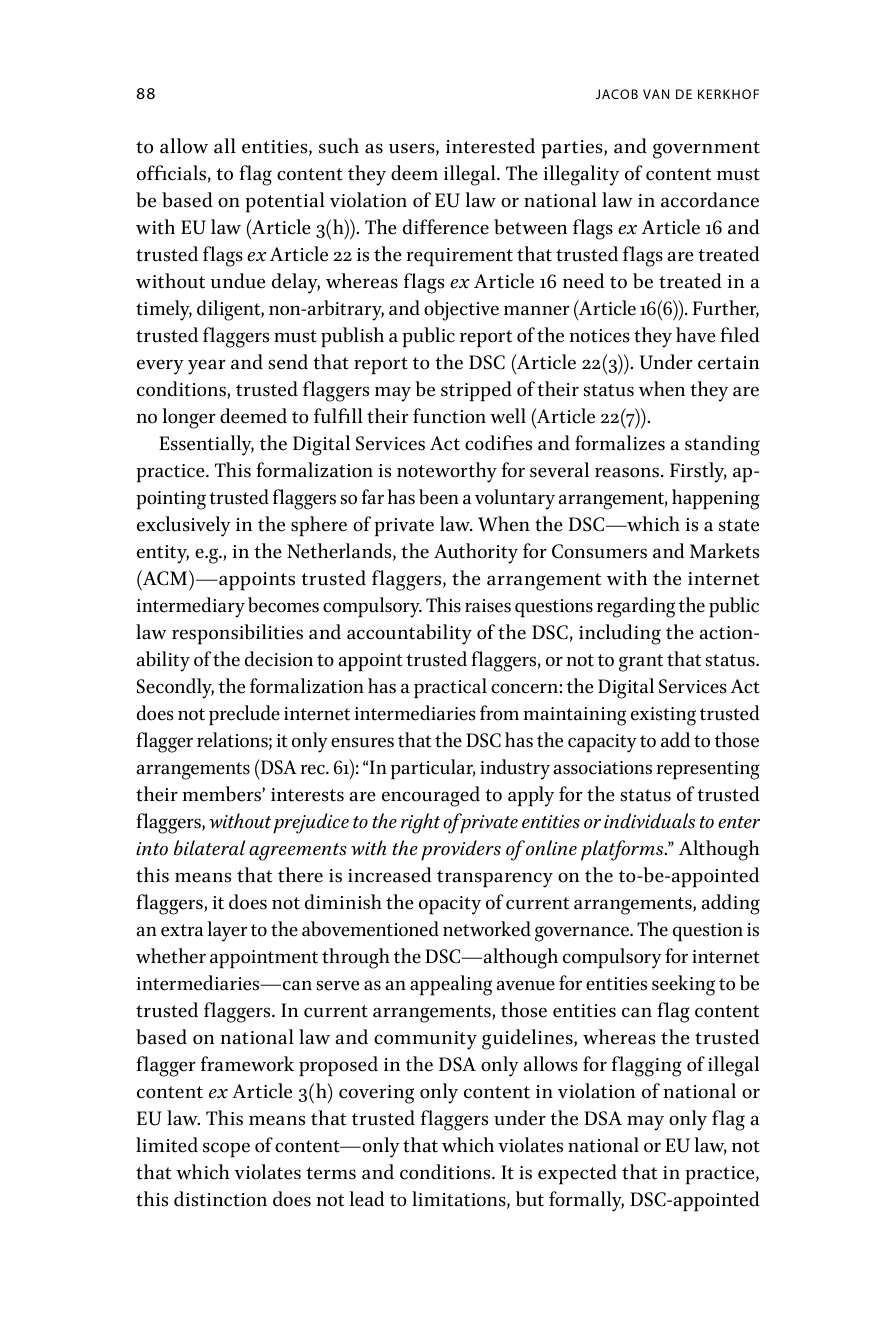 88
JACOB VAN DE KERKHOF
to allow all entities, such as users, interested parties, and government
officials, to flag content they deem illegal. The illegality of content must
be based on potential violation of EU law or national law in accordance
with EU law (Article 3(h)). The difference between flags ex Article 16 and
trusted flags ex Article 22 is the requirement that trusted flags are treated
without undue delay, whereas flags ex Article 16 need to be treated in a
timely, diligent, non-arbitrary, and objective manner (Article 16(6)). Further,
trusted flaggers must publish a public report of the notices they have filed
every year and send that report to the DSC (Article 22(3)). Under certain
conditions, trusted flaggers may be stripped of their status when they are
no longer deemed to fulfill their function well (Article 22(7)).
Essentially, the Digital Services Act codifies and formalizes a standing
practice. This formalization is noteworthy for several reasons. Firstly, ap-
pointing trusted flaggers so far has been a voluntary arrangement, happening
exclusively in the sphere of private law. When the DSC—which is a state
entity, e.g., in the Netherlands, the Authority for Consumers and Markets
(ACM)—appoints trusted flaggers, the arrangement with the internet
intermediary becomes compulsory. This raises questions regarding the public
law responsibilities and accountability of the DSC, including the action-
ability of the decision to appoint trusted flaggers, or not to grant that status.
Secondly, the formalization has a practical concern: the Digital Services Act
does not preclude internet intermediaries from maintaining existing trusted
flagger relations; it only ensures that the DSC has the capacity to add to those
arrangements (DSA rec. 61): “In particular, industry associations representing
their members’ interests are encouraged to apply for the status of trusted
flaggers, without prejudice to the right of private entities or individuals to enter
into bilateral agreements with the providers of online platforms.” Although
this means that there is increased transparency on the to-be-appointed
flaggers, it does not diminish the opacity of current arrangements, adding
an extra layer to the abovementioned networked governance. The question is
whether appointment through the DSC—although compulsory for internet
intermediaries—can serve as an appealing avenue for entities seeking to be
trusted flaggers. In current arrangements, those entities can flag content
based on national law and community guidelines, whereas the trusted
flagger framework proposed in the DSA only allows for flagging of illegal
content ex Article 3(h) covering only content in violation of national or
EU law. This means that trusted flaggers under the DSA may only flag a
limited scope of content—only that which violates national or EU law, not
that which violates terms and conditions. It is expected that in practice,
this distinction does not lead to limitations, but formally, DSC-appointed